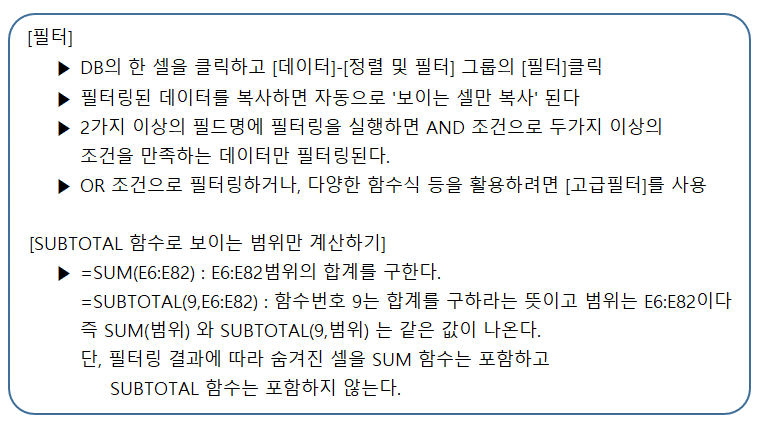 [필터]
▶ DB의 한 셀을 클릭하고 [데이터]-[정렬 및 필터] 그룹의 [필터]클릭
▶ 필터링된 데이터를 복사하면 자동으로 '보이는 셀만 복사' 된다
▶ 2가지 이상의 필드명에 필터링을 실행하면 AND 조건으로 두가지 이상의
조건을 만족하는 데이터만 필터링된다.
▶ OR 조건으로 필터링하거나, 다양한 함수식 등을 활용하려면 [고급필터]를 사용
[SUBTOTAL 함수로 보이는 범위만 계산하기]
▶ =SUM(E6:E82) : E6:E82범위의 합계를 구한다.
=SUBTOTAL(9,E6:E82) : 함수번호 9는 합계를 구하라는 뜻이고 범위는 E6:E82이다
즉 SUM(범위) 와 SUBTOTAL(9,범위) 는 같은 값이 나온다.
단, 필터링 결과에 따라 숨겨진 셀을 SUM 함수는 포함하고
SUBTOTAL 함수는 포함하지 않는다.